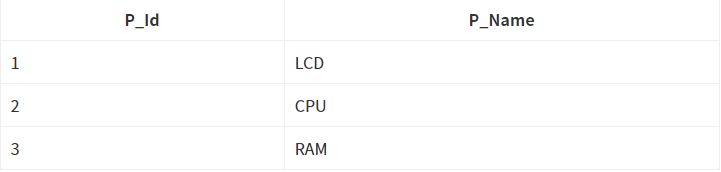 P_Id P_Name
1 LCD
2 CPU
3 RAM